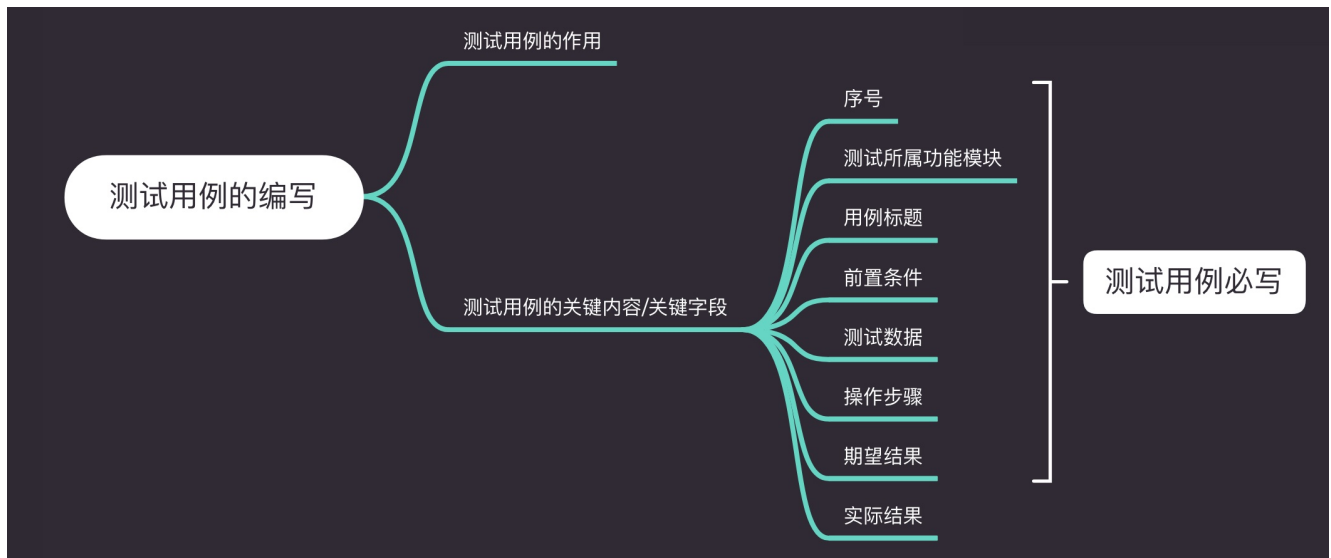 测试用例的编写
测试用例的作用
测试用例的关键内容/关键字段
序号
测试所属功能模块
用例标题
前置条件
测试数据
操作步骤
期望结果
实际结果
测试用例必写